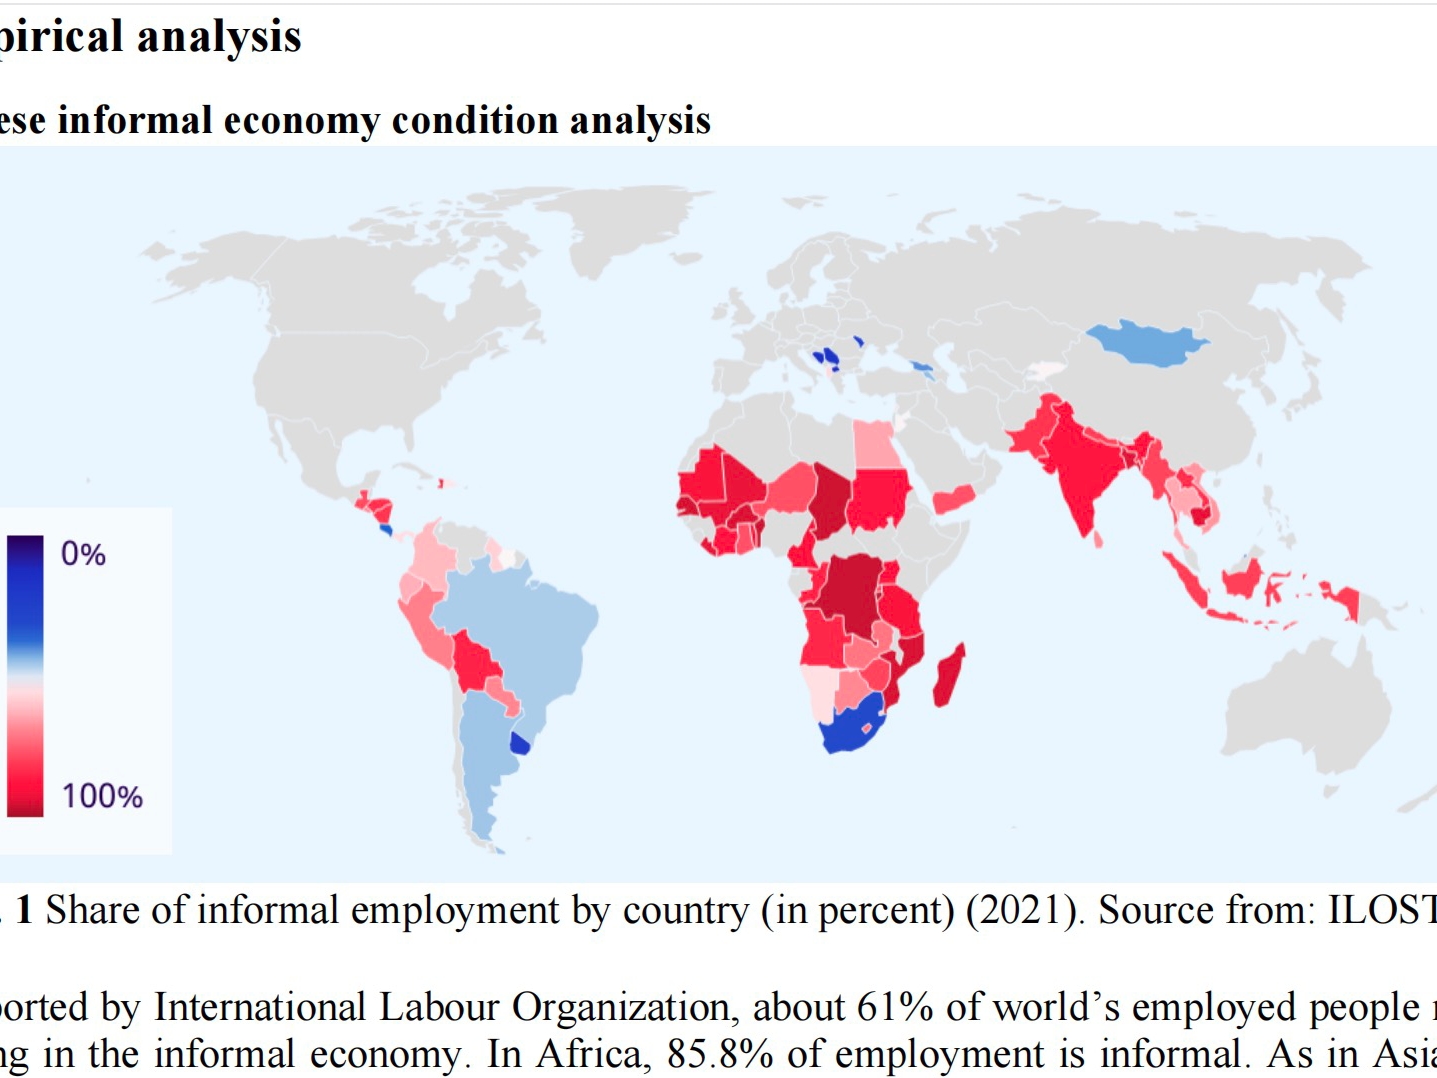 pirical analysis
ese informal economy condition analysis
0%
100%
. 1 Share of informal employment by country (in percent) (2021). Source from: ILOST
ported by International Labour Organization, about 61% of world’s employed people
ng in the informal economy. In Africa, 85.8% of employment is informal. As in Asia